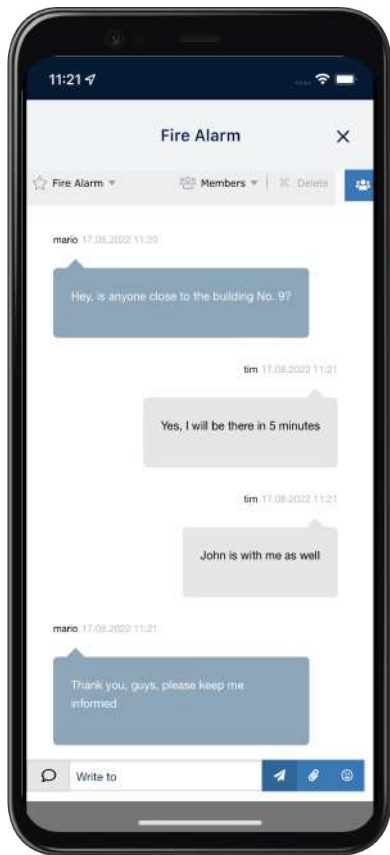 11:21
Fire Alarm
Fire Alarm Members Delete
mario 17.08.2022 11:20
Hey, is anyone close to the building No. 9?
tim 17.08.2022 11:21
Yes, I will be there in 5 minutes
tim 17.08.2022 11:21
John is with me as well
mario 17.08.2022 11:21
Thank you, guys, please keep me
informed
Write to